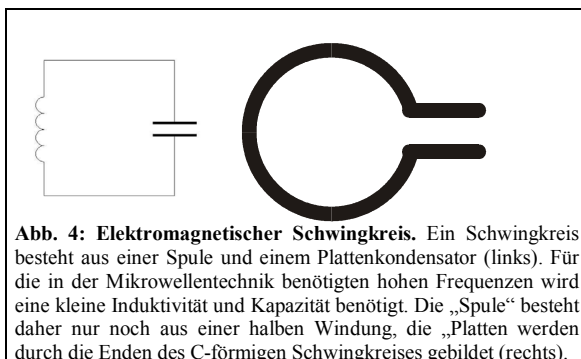 Abb. 4: Elektromagnetischer Schwingkreis. Ein Schwingkreis
besteht aus einer Spule und einem Plattenkondensator (links). Für
die in der Mikrowellentechnik benötigten hohen Frequenzen wird
eine kleine Induktivität und Kapazität benötigt. Die „Spule“ besteht
daher nur noch aus einer halben Windung, die „Platten werden
durch die Enden des C-förmigen Schwingkreises gebildet (rechts).